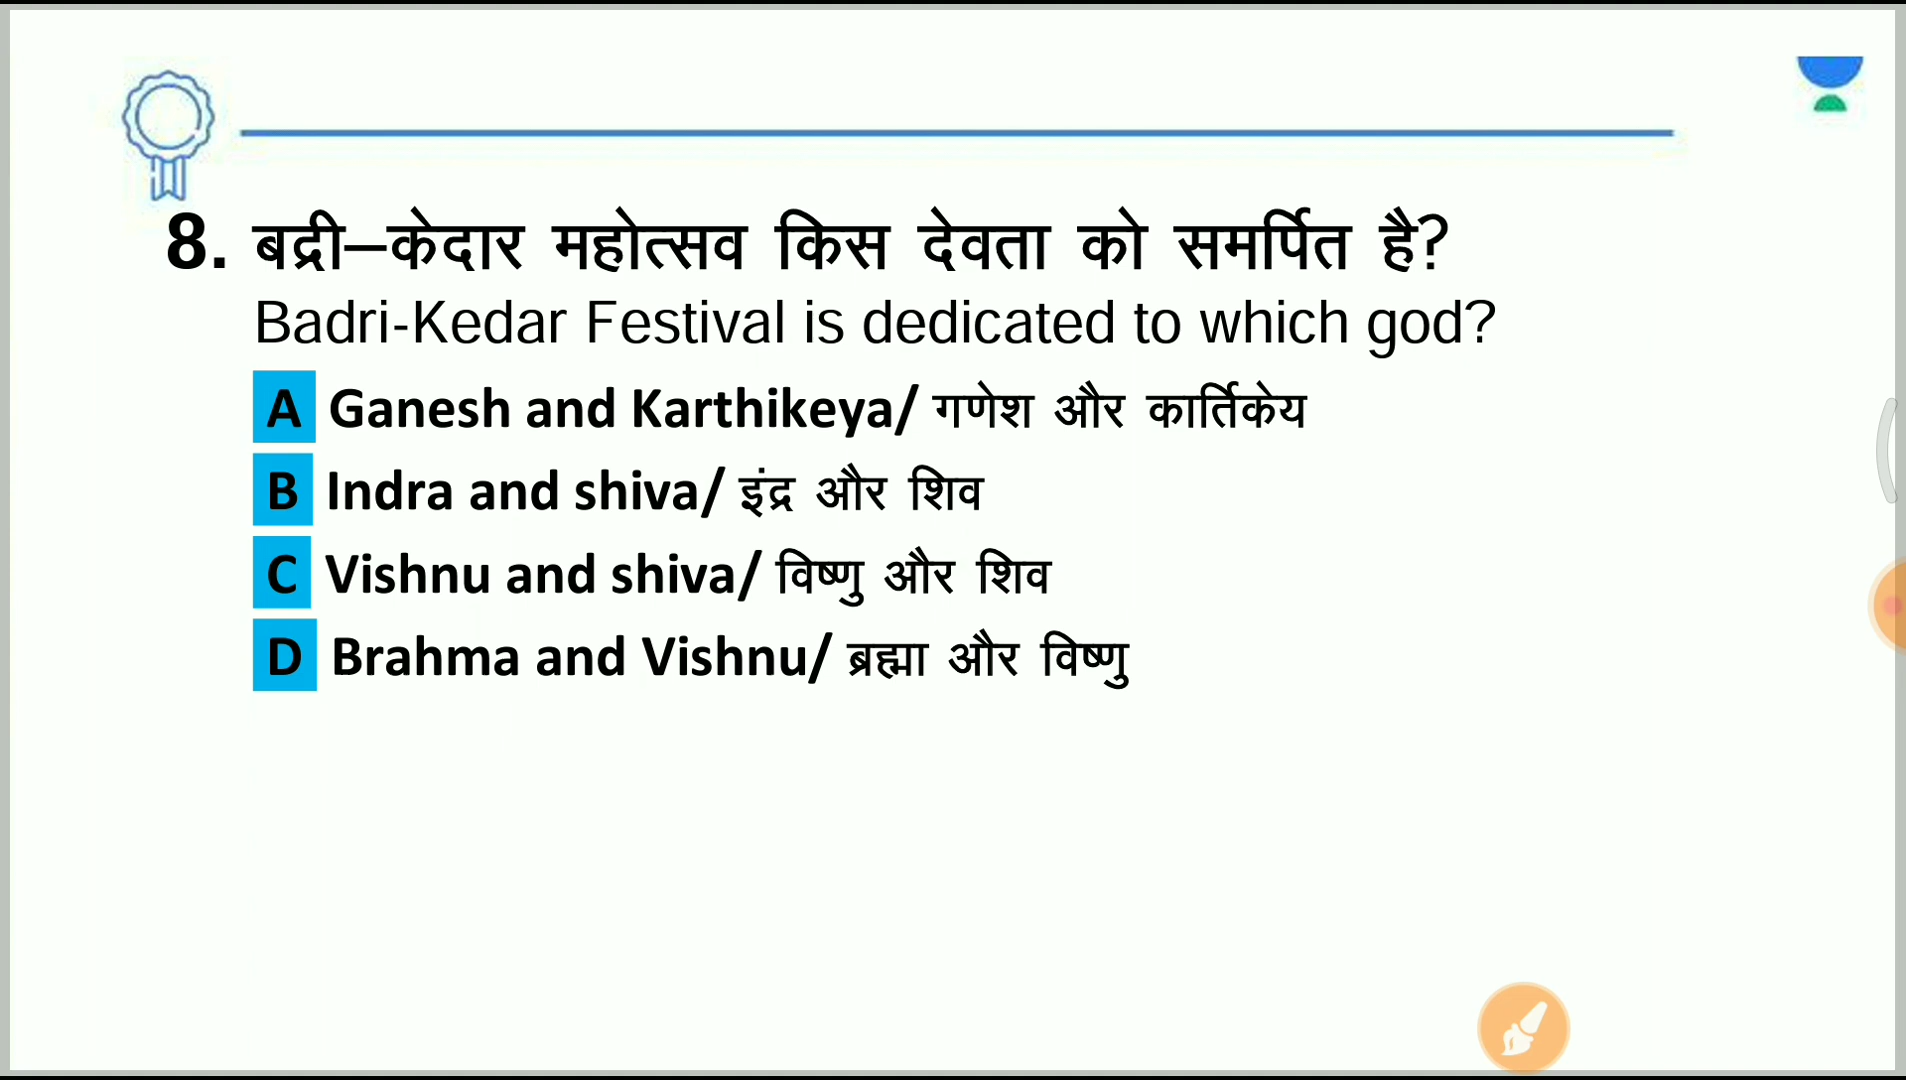 8. बद्री–केदार महोत्सव किस देवता को समर्पित है?
Badri-Kedar Festival is dedicated to which god?
A Ganesh and Karthikeya/ गणेश और कार्तिकेय
B Indra and shiva/ इंद्र और शिव
C Vishnu and shiva/ विष्णु और शिव
D Brahma and Vishnu/ ब्रह्मा और विष्णु